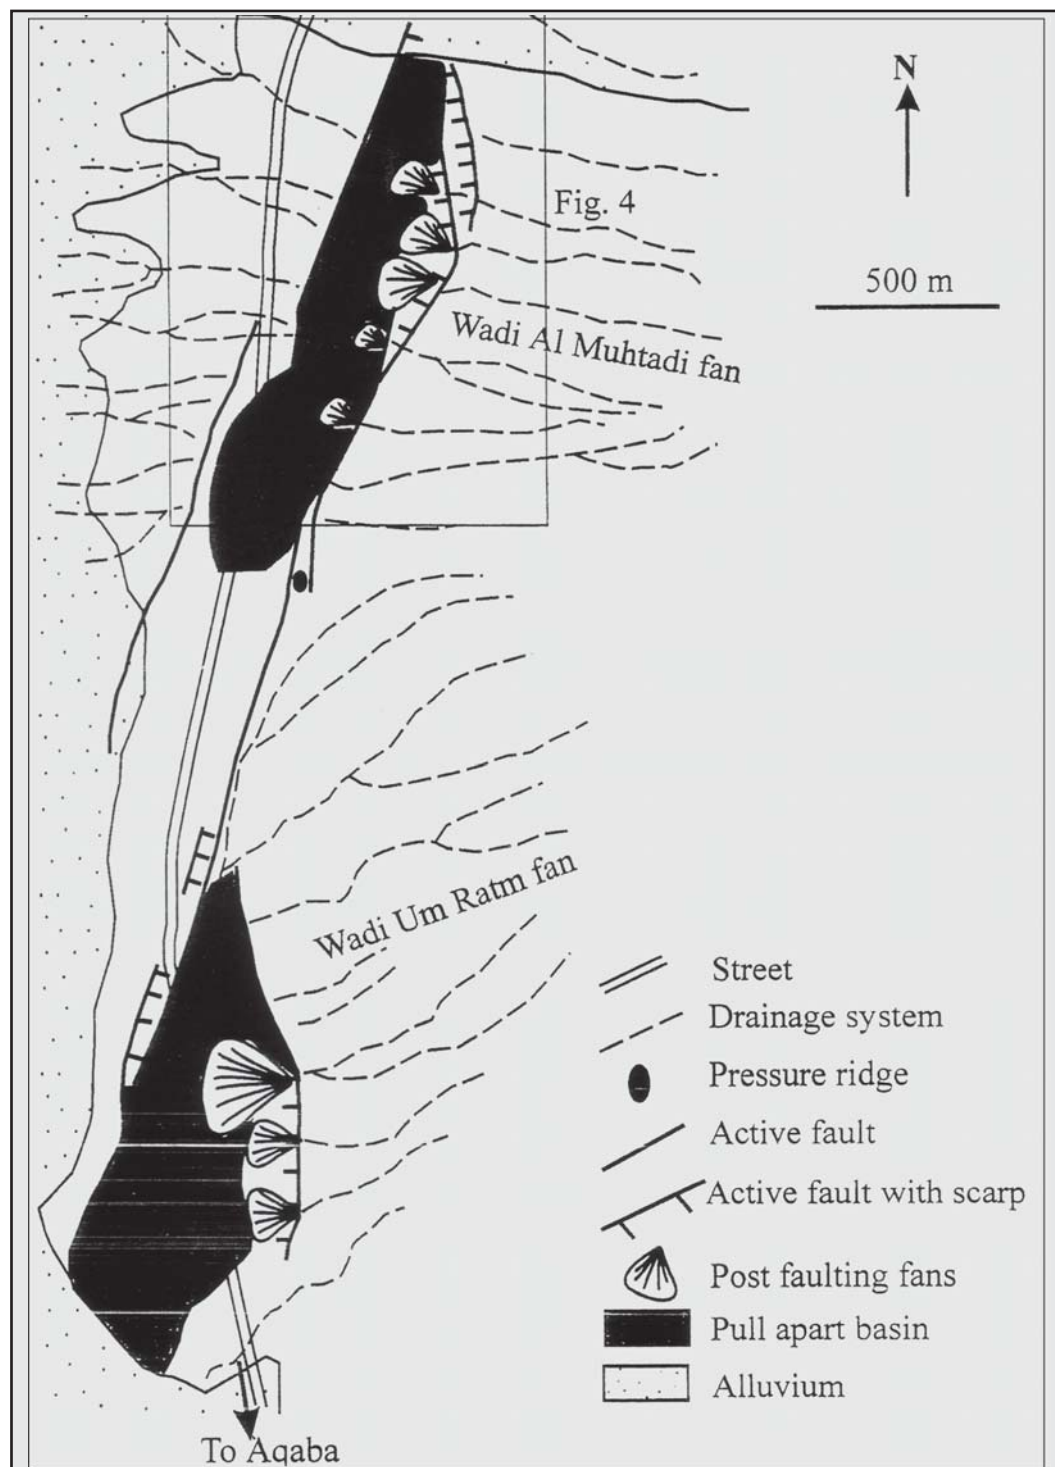 N
Fig. 4
500 m
Wadi Al Muhtadi fan
Wadi Um Ratm fan
Street
Drainage system
Pressure ridge
Active fault
Active fault with scarp
Post faulting fans
Pull apart basin
Alluvium
To Aqaba